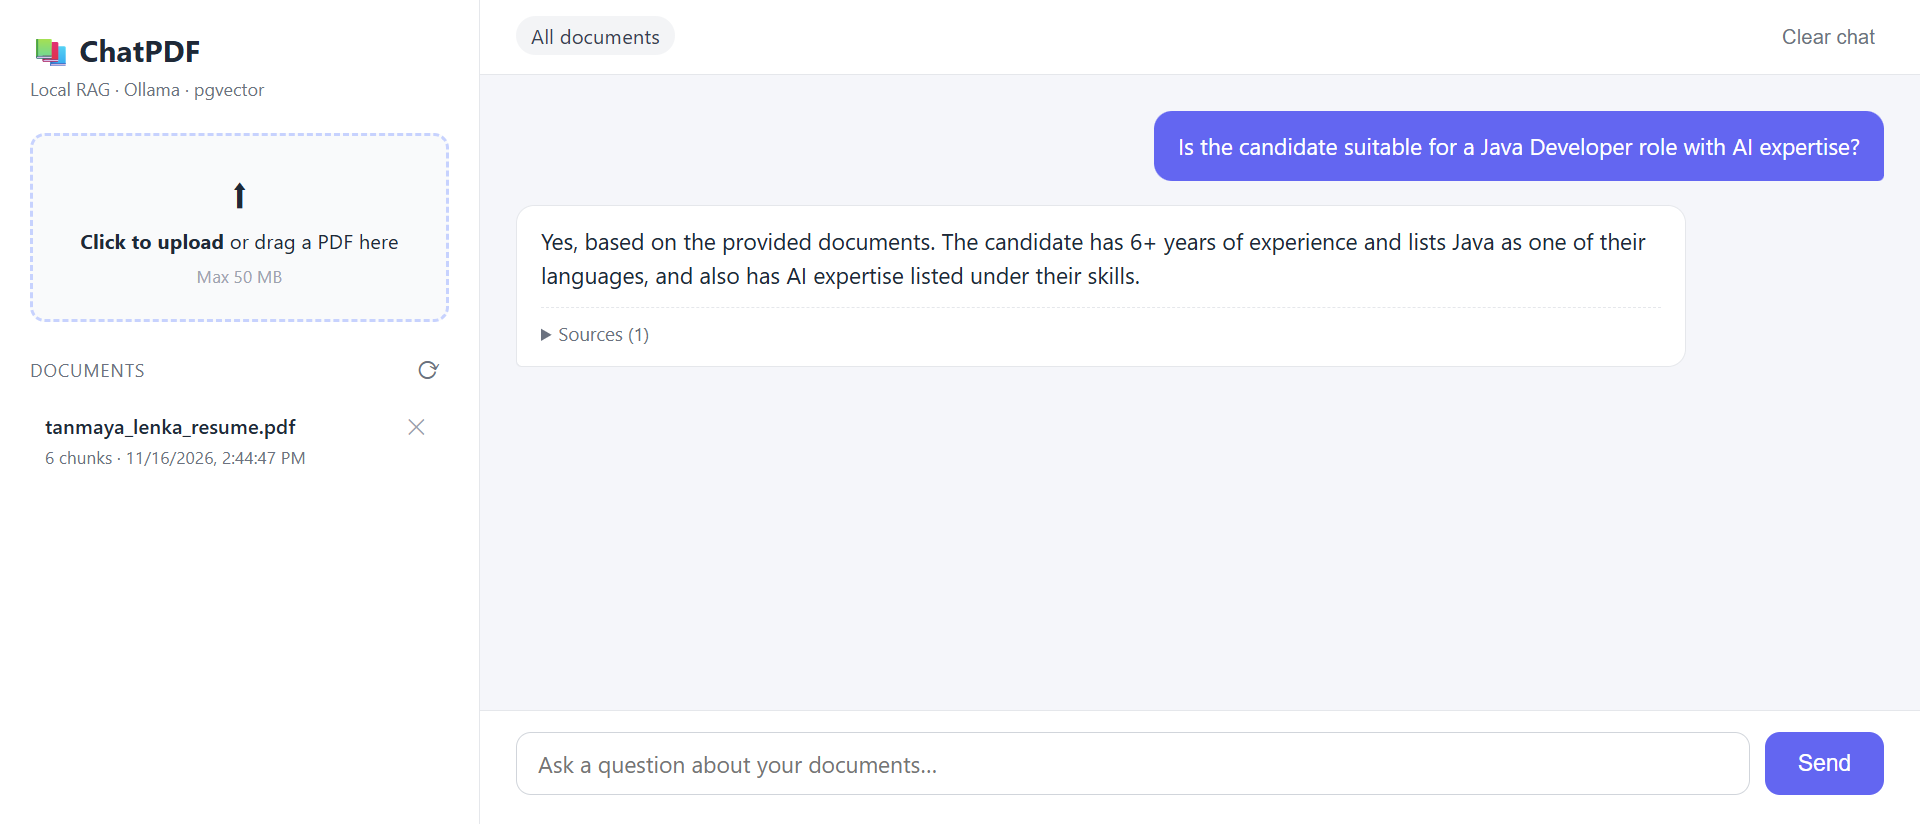 ChatPDF
Local RAG · Ollama · pgvector
Click to upload or drag a PDF here
Max 50 MB
DOCUMENTS
tanmaya_lenka_resume.pdf
6 chunks · 11/16/2026, 2:44:47 PM
All documents
Clear chat
Is the candidate suitable for a Java Developer role with AI expertise?
Yes, based on the provided documents. The candidate has 6+ years of experience and lists Java as one of their
languages, and also has AI expertise listed under their skills.
Sources (1)
Ask a question about your documents...
Send